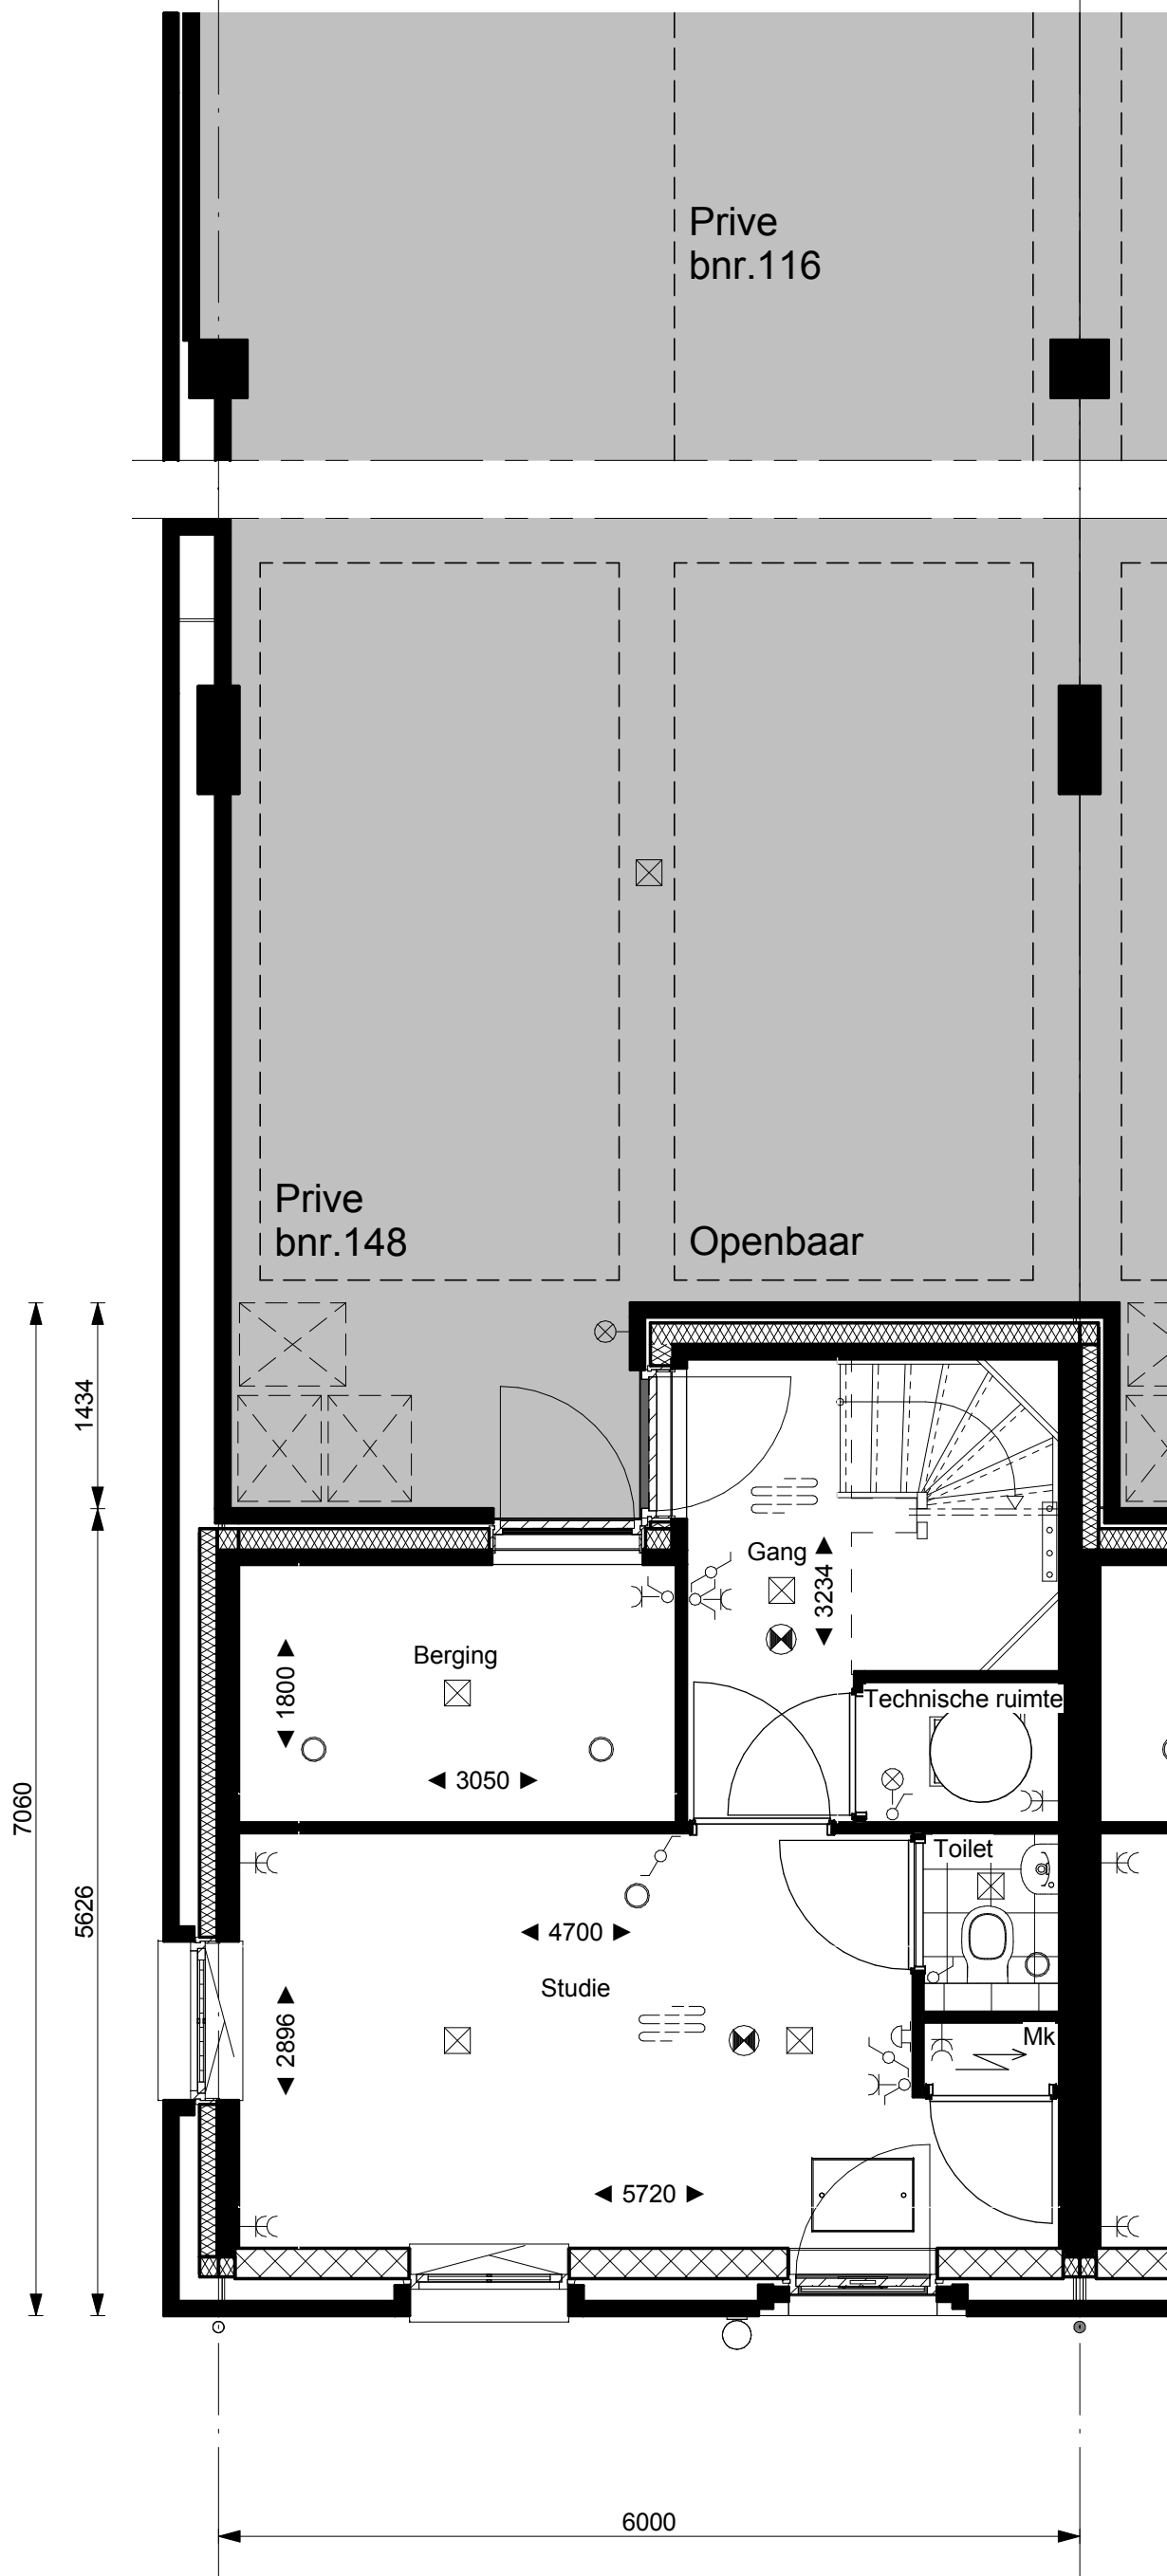 Prive
bnr.116
Prive
bnr.148
Openbaar
1434
7060
5626
Gang
3234
Berging
1800
3050
Technische ruimte
Toilet
4700
Studie
2896
Mk
5720
6000